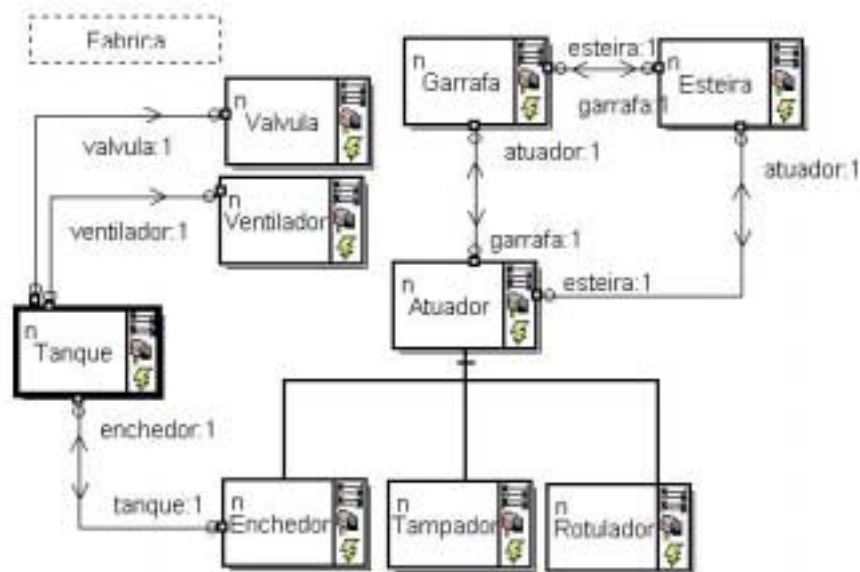 Fabrica
n
Valvula
valvula:1
n
Ventilador
ventilador:1
n
Garrafa
esteira:1
garrafa:1
n
Esteira
atuador:1
atuador:1
garrafa:1
n
Atuador
esteira:1
n
Tanque
enchedor:1
tanque:1
n
Enchedor
n
Tampador
n
Rotulador